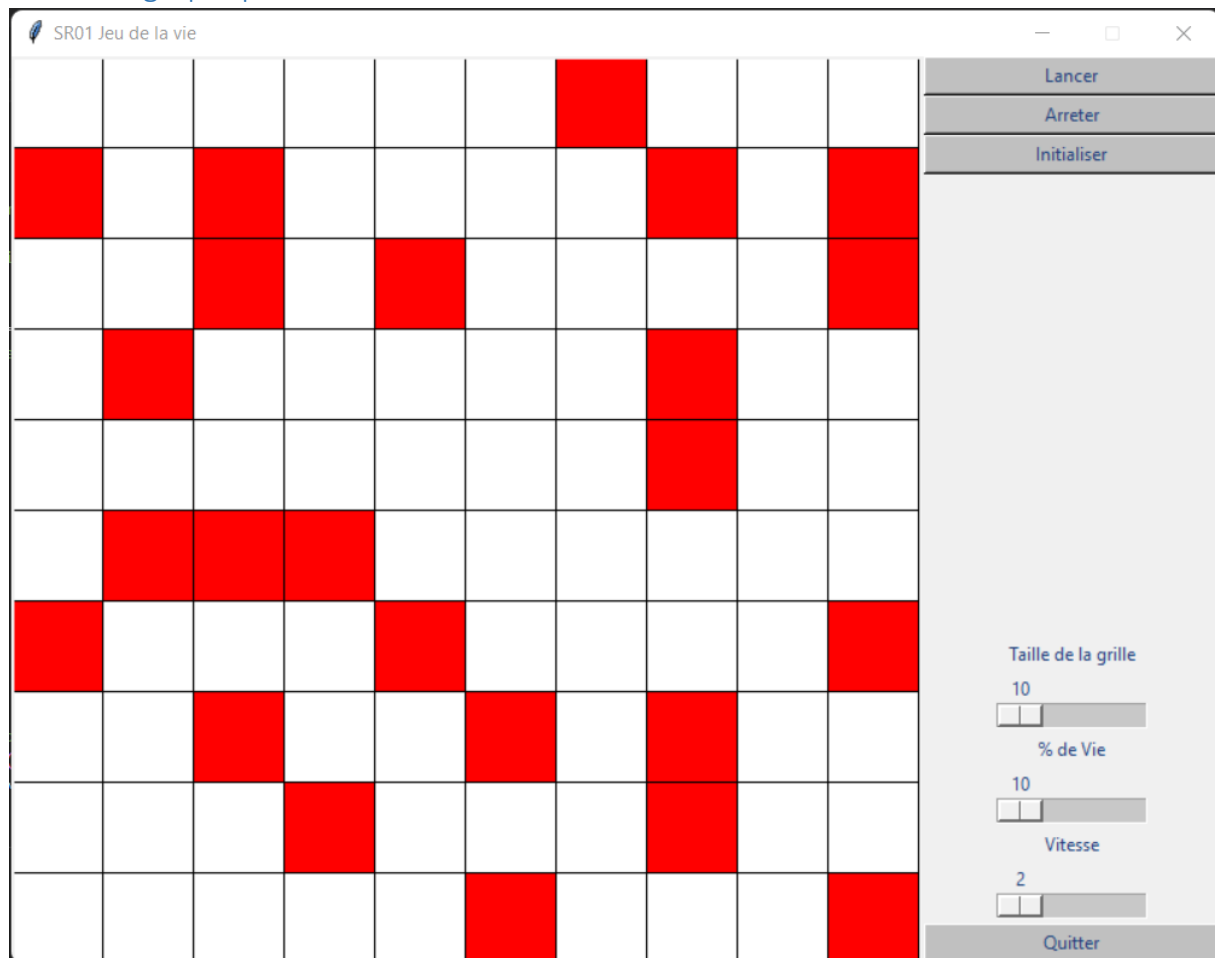 SR01 Jeu de la vie
Lancer
Arreter
Initialiser
Taille de la grille
10
% de Vie
10
Vitesse
2
Quitter